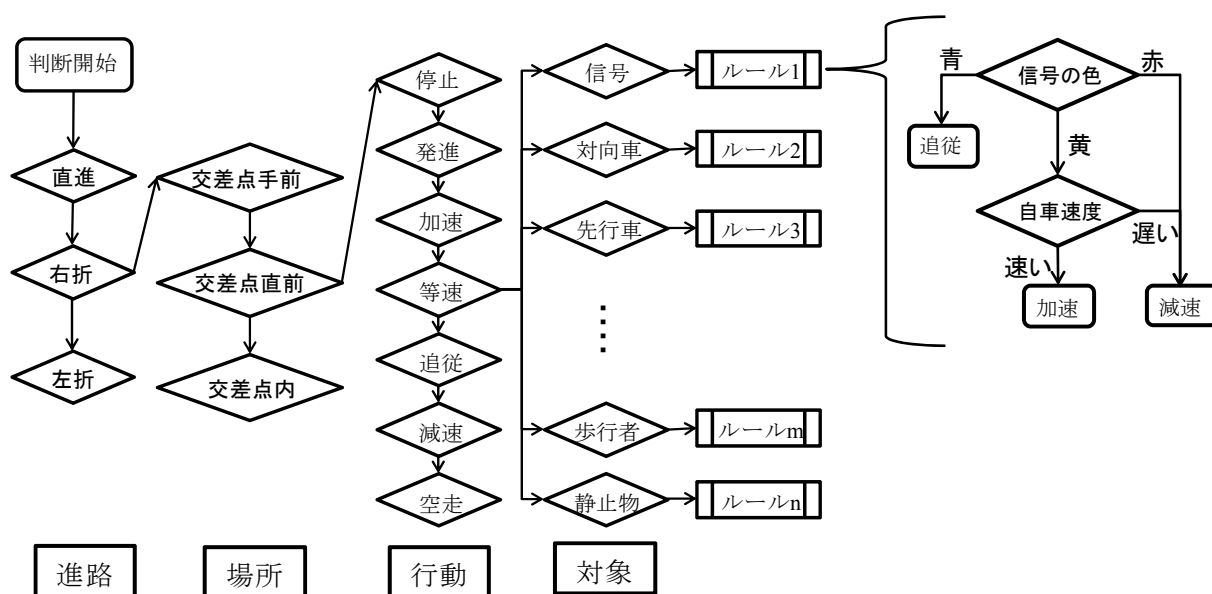 判断開始
直進
右折
左折
交差点手前
交差点直前
交差点内
停止
発進
加速
等速
追従
減速
空走
信号
ルール1
対向車
ルール2
先行車
ルール3
歩行者
ルールm
静止物
ルールn
青
信号の色
赤
追従
黄
自車速度
遅い
速い
加速
減速
進路
場所
行動
対象